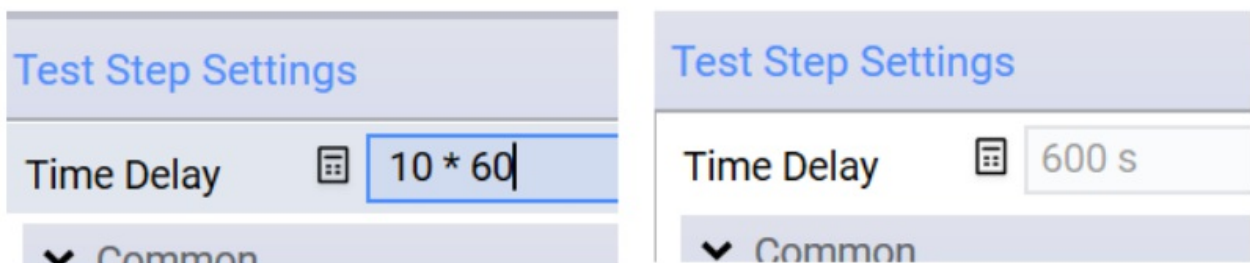 Test Step Settings
Time Delay 10 * 60
Common
Test Step Settings
Time Delay 600 s
Common